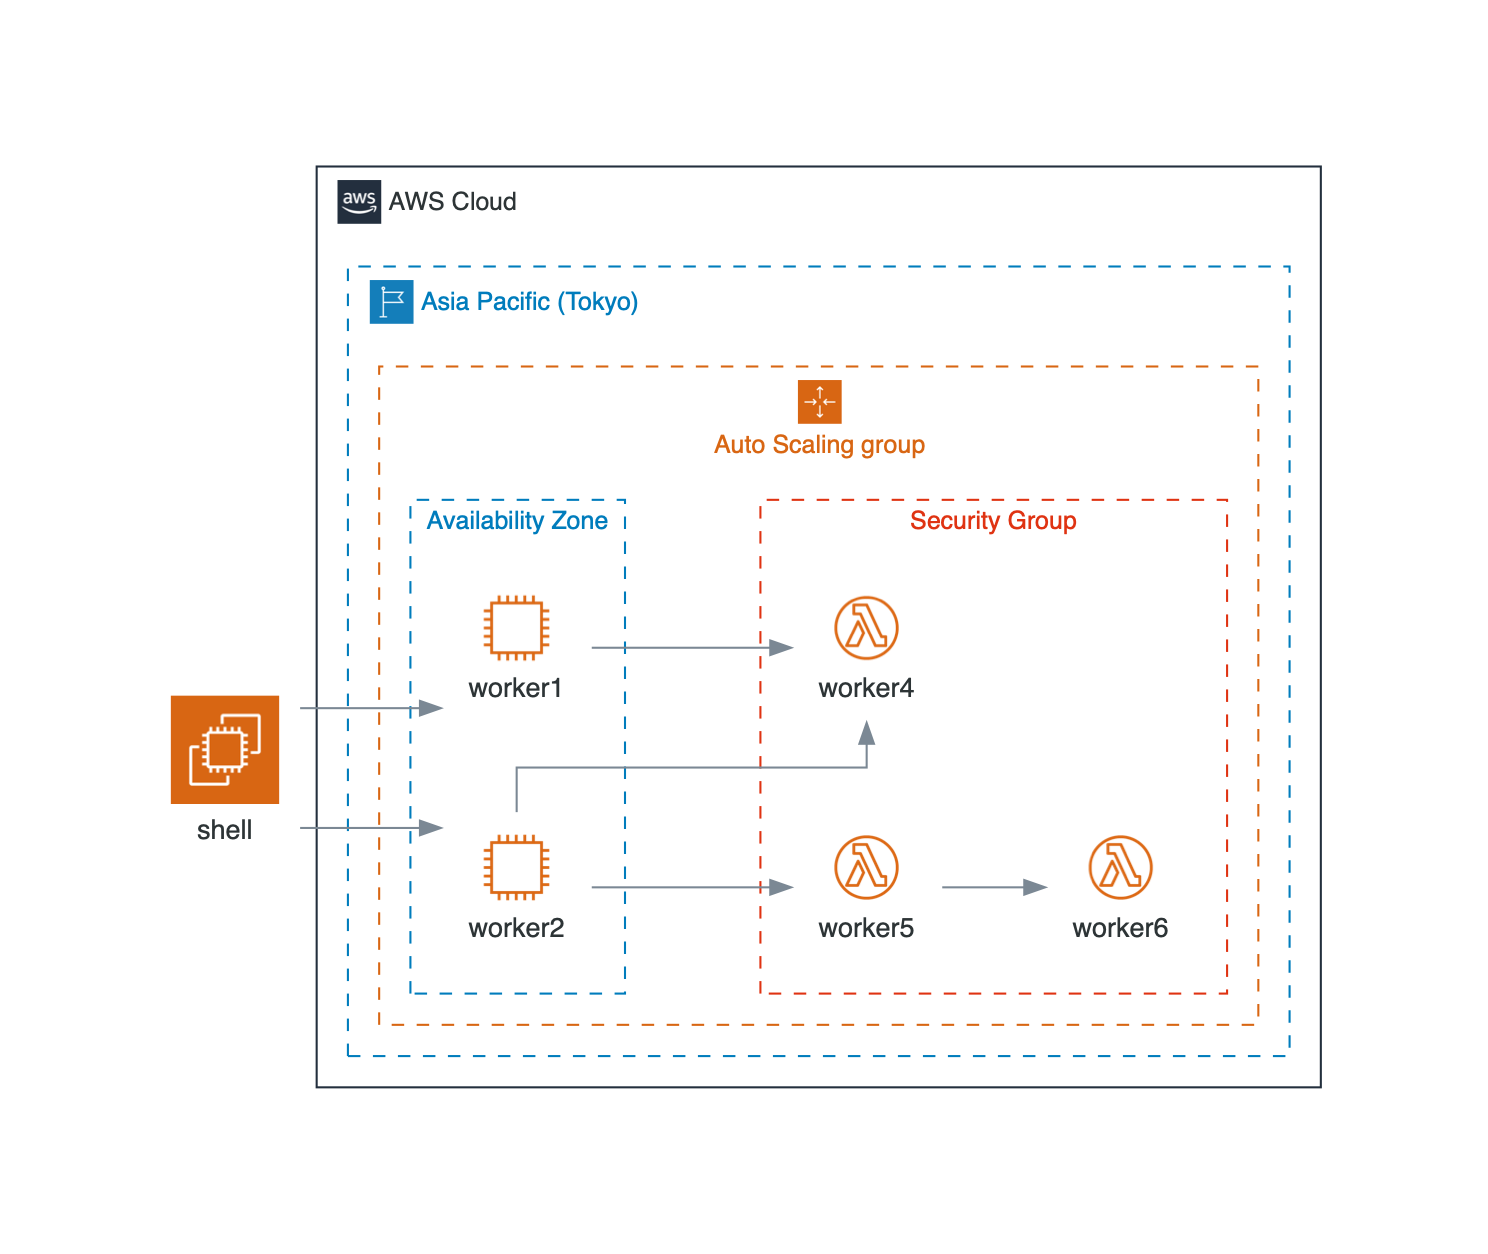 aws
AWS Cloud
Asia Pacific (Tokyo)
Auto Scaling group
Availability Zone
Security Group
worker1
worker4
shell
worker2
worker5
worker6